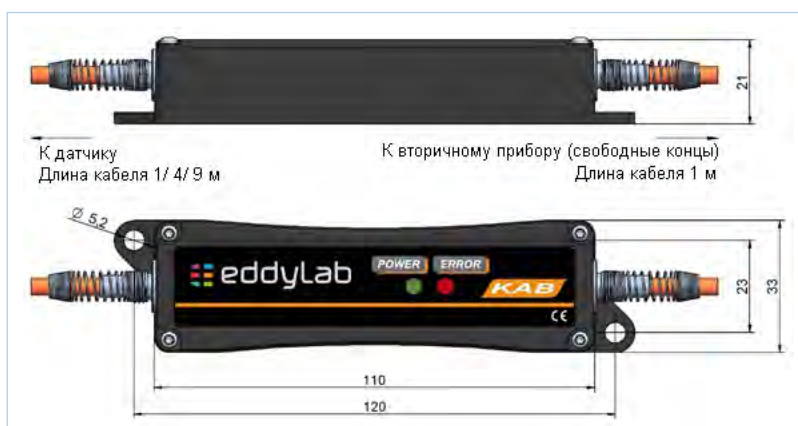 21
К датчику
Длина кабеля 1/ 4/ 9 м
К вторичному прибору (свободные концы)
Длина кабеля 1 м
Ø 5,2
eddyLab
POWER
ERROR
KAB
CE
23
33
110
120